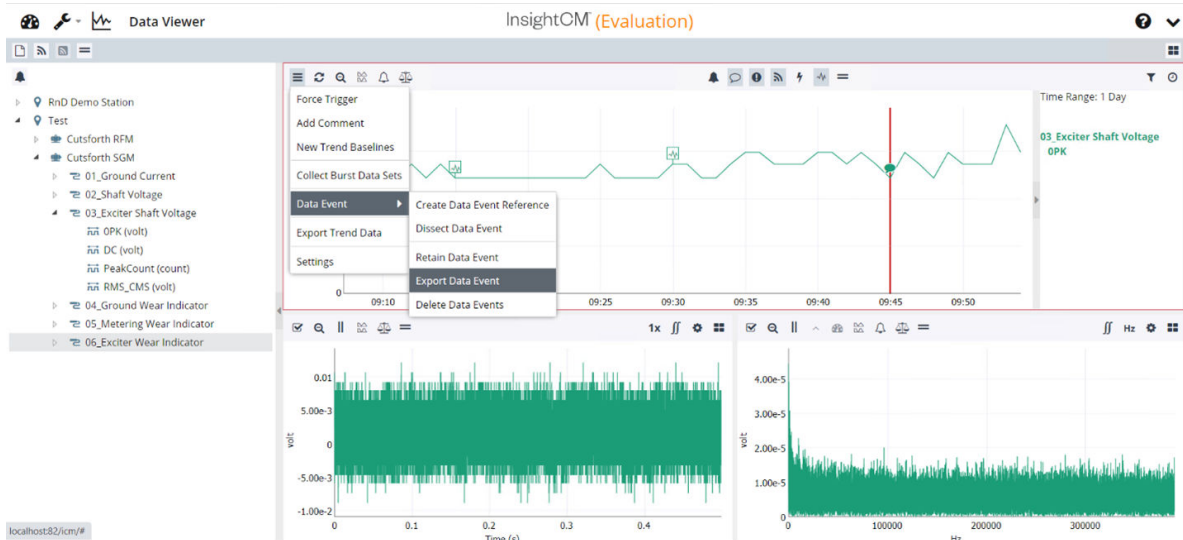 Data Viewer
InsightCM (Evaluation)
RnD Demo Station
Test
Cutsforth RFM
Cutsforth SGM
01_Ground Current
02_Shaft Voltage
03_Exciter Shaft Voltage
0PK (volt)
DC (volt)
PeakCount (count)
RMS_CMS (volt)
04_Ground Wear Indicator
05_Metering Wear Indicator
06_Exciter Wear Indicator
Force Trigger
Add Comment
New Trend Baselines
Collect Burst Data Sets
Data Event
Export Trend Data
Settings
Create Data Event Reference
Dissect Data Event
Retain Data Event
Export Data Event
Delete Data Events
Time Range: 1 Day
03_Exciter Shaft Voltage
0PK
0
09:10 09:25 09:30 09:35 09:40 09:45 09:50
1x Hz
0.01
5.00e-3
0
-5.00e-3
-1.00e-2
volt
0 0.1 0.2 0.3 0.4
Time (s)
4.00e-5
3.00e-5
2.00e-5
1.00e-5
0
volt
0 100000 200000 300000
Hz
localhost:82/icm/#